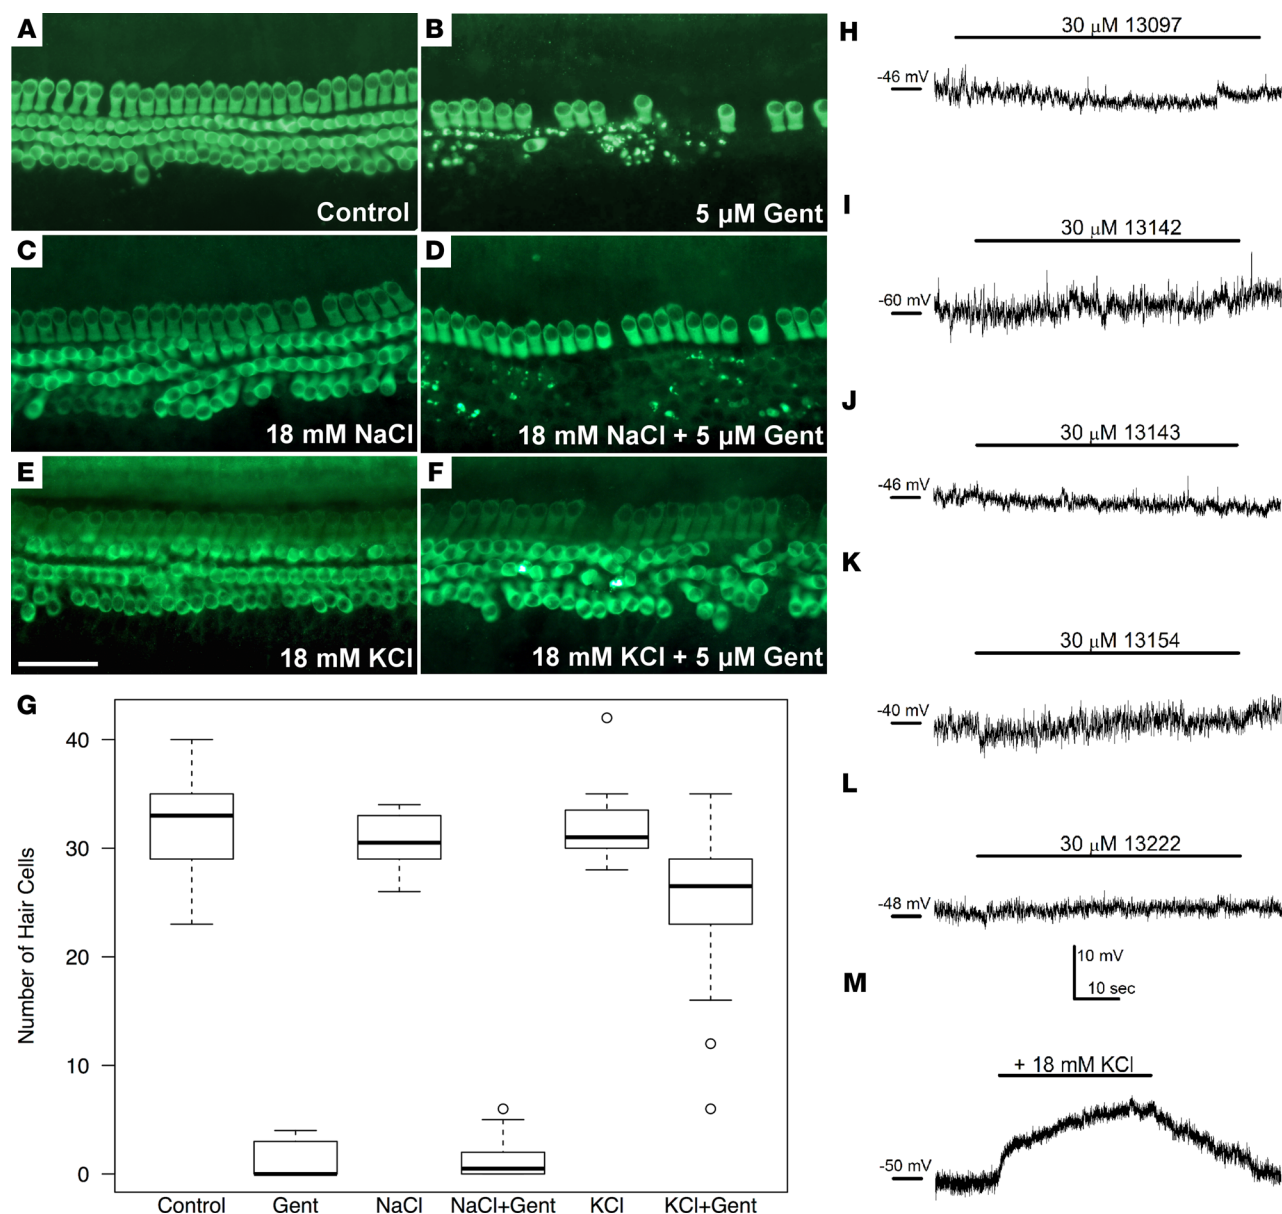 A
Control
B
5 µM Gent
C
18 mM NaCl
D
18 mM NaCl + 5 µM Gent
E
18 mM KCl
F
18 mM KCl + 5 µM Gent
G
Number of Hair Cells
40
30
20
10
0
Control Gent NaCl NaCl+Gent KCl KCl+Gent
H
30 µM 13097
-46 mV
I
30 µM 13142
-60 mV
J
30 µM 13143
-46 mV
K
30 µM 13154
-40 mV
L
30 µM 13222
-48 mV
10 mV
10 sec
M
+ 18 mM KCl
-50 mV